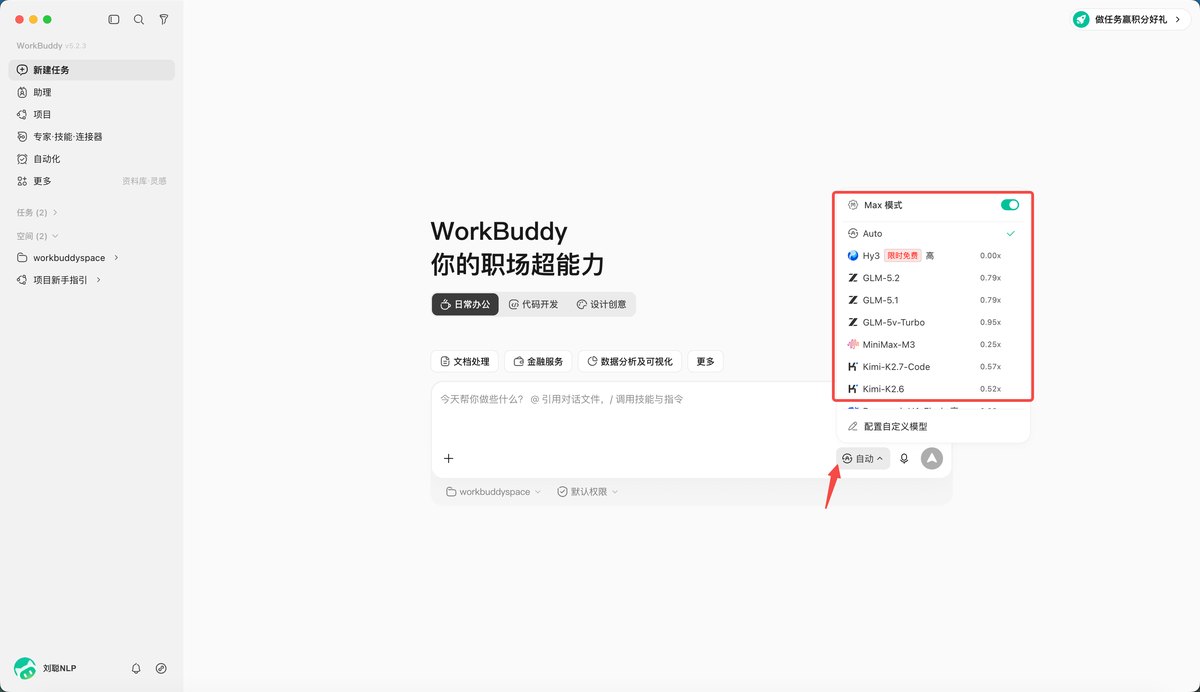 做任务赢积分好礼
WorkBuddy v5.2.3
新建任务
助理
项目
专家·技能·连接器
自动化
更多 资料库·灵感
任务 (2)
空间 (2)
workbuddyspace
项目新手指引
刘聪NLP
WorkBuddy
你的职场超能力
日常办公 代码开发 设计创意
文档处理 金融服务 数据分析及可视化 更多
今天帮你做些什么? @ 引用对话文件, / 调用技能与指令
自动
workbuddyspace 默认权限
Max 模式
Auto
Hy3 限时免费 高 0.00x
GLM-5.2 0.79x
GLM-5.1 0.79x
GLM-5v-Turbo 0.95x
MiniMax-M3 0.25x
Kimi-K2.7-Code 0.57x
Kimi-K2.6 0.52x
配置自定义模型